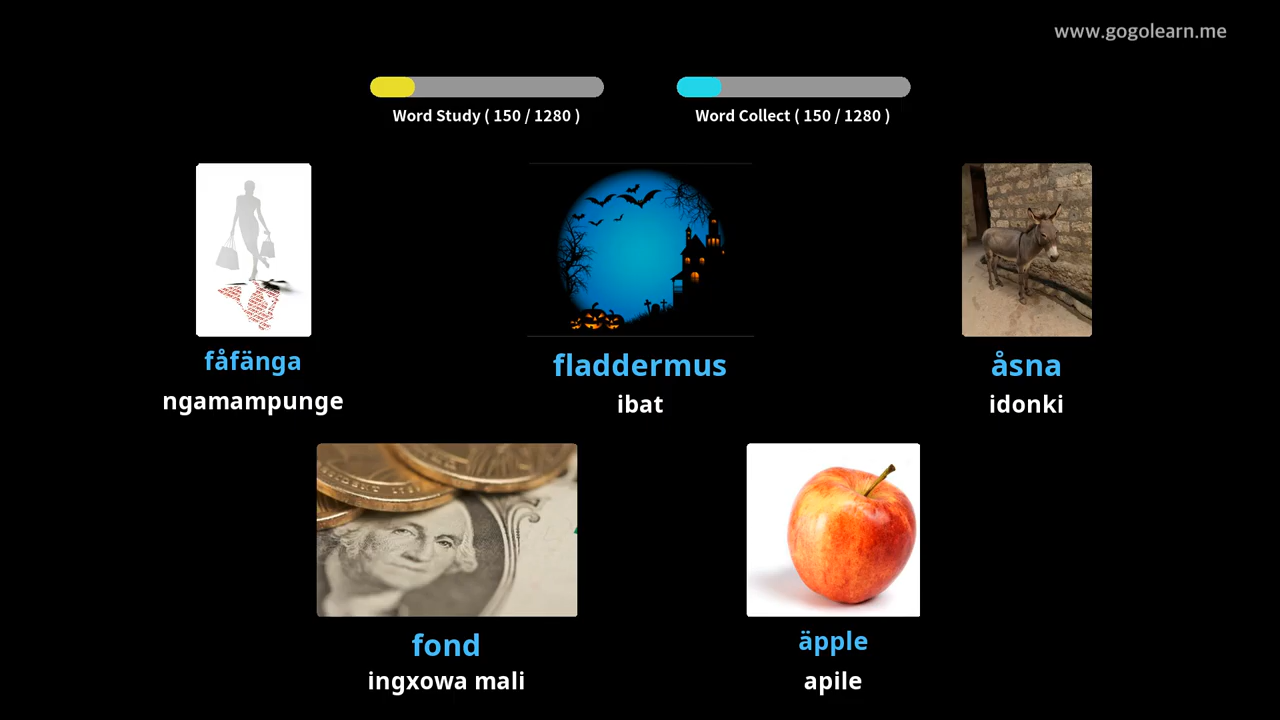 www.gogolearn.me
Word Study ( 150 / 1280 )
Word Collect ( 150 / 1280 )
fåfänga
ngamampunge
fladdermus
ibat
åsna
idonki
fond
ingxowa mali
äpple
apile